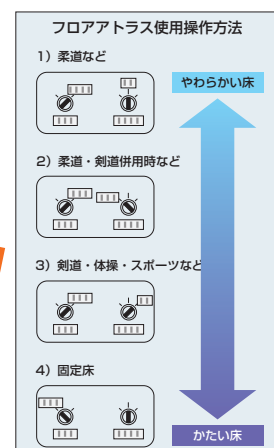 フロアアトラス使用操作方法
1）柔道など
やわらかい床
2）柔道・剣道併用時など
3）剣道・体操・スポーツなど
4）固定床
かたい床